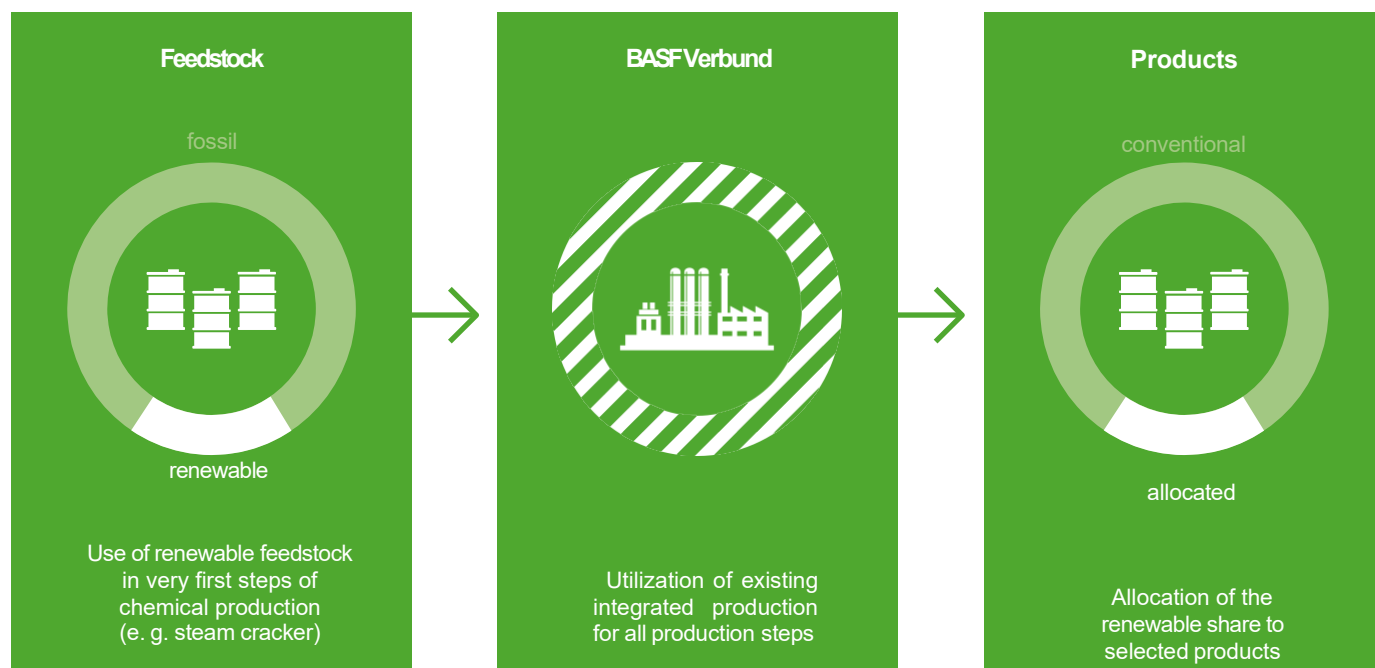 Feedstock
fossil
renewable
Use of renewable feedstock
in very first steps of
chemical production
(e. g. steam cracker)
BASF Verbund
Utilization of existing
integrated production
for all production steps
Products
conventional
allocated
Allocation of the
renewable share to
selected products